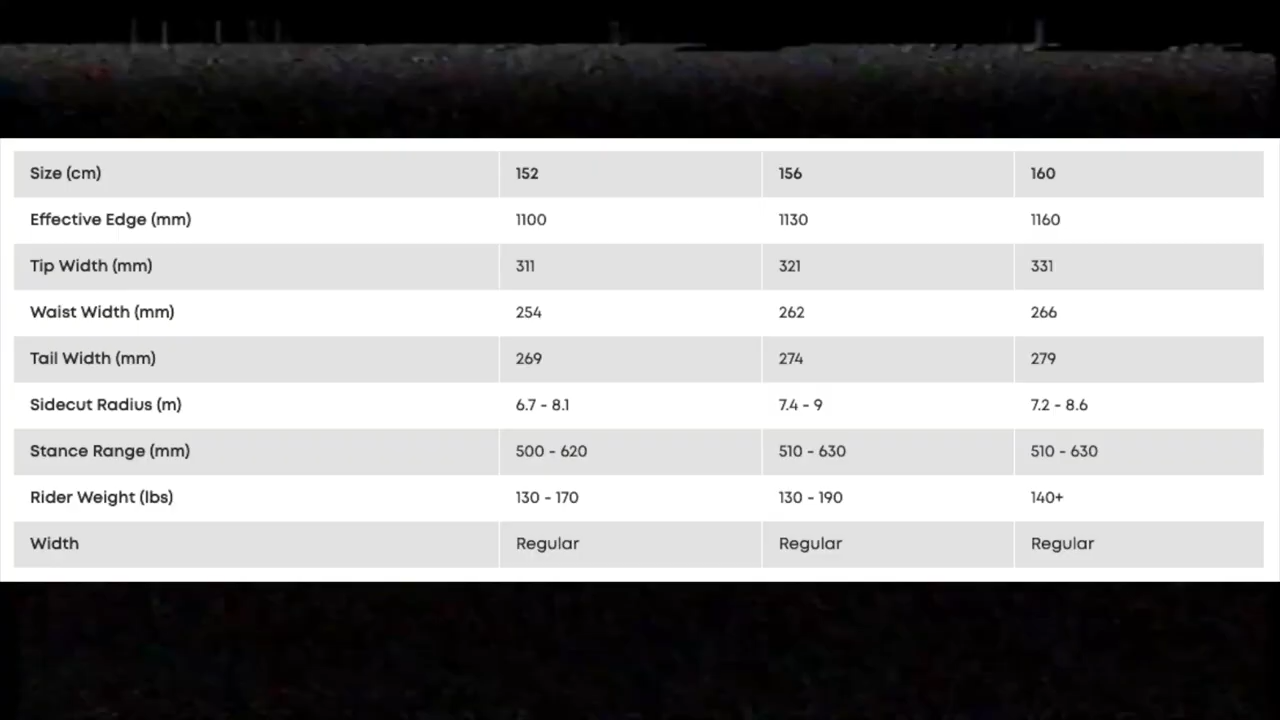 Size (cm) 152 156 160
Effective Edge (mm) 1100 1130 1160
Tip Width (mm) 311 321 331
Waist Width (mm) 254 262 266
Tail Width (mm) 269 274 279
Sidecut Radius (m) 6.7 - 8.1 7.4 - 9 7.2 - 8.6
Stance Range (mm) 500 - 620 510 - 630 510 - 630
Rider Weight (lbs) 130 - 170 130 - 190 140+
Width Regular Regular Regular